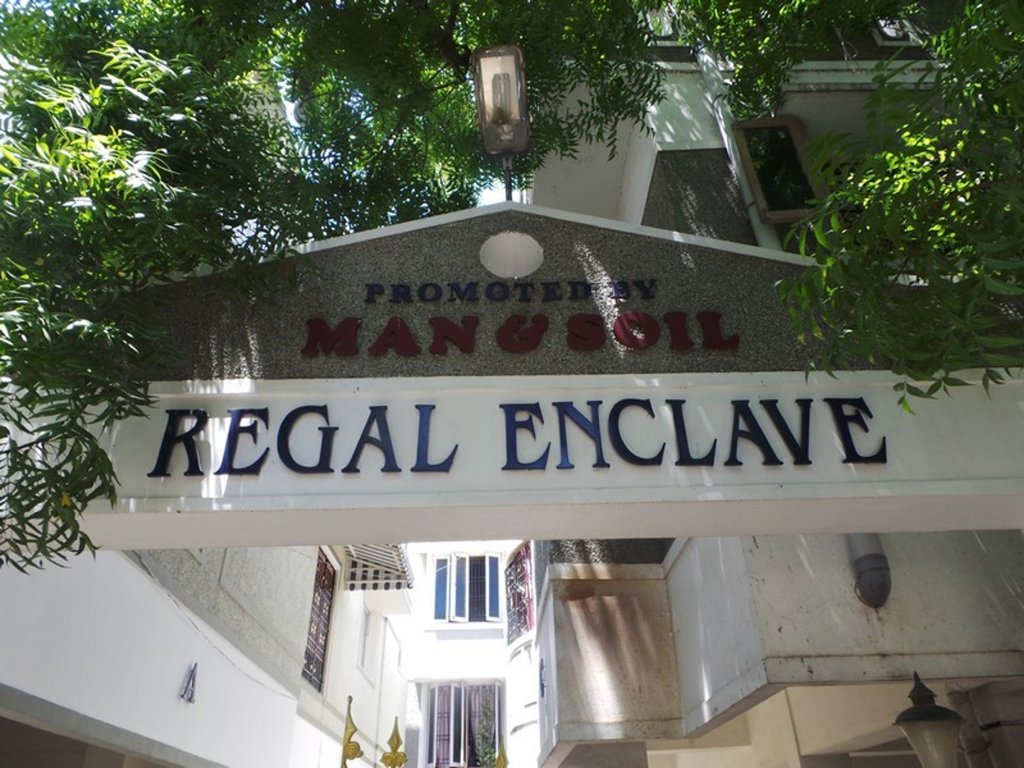 PROMOTED BY
MAN & SOIL
REGAL ENCLAVE
A